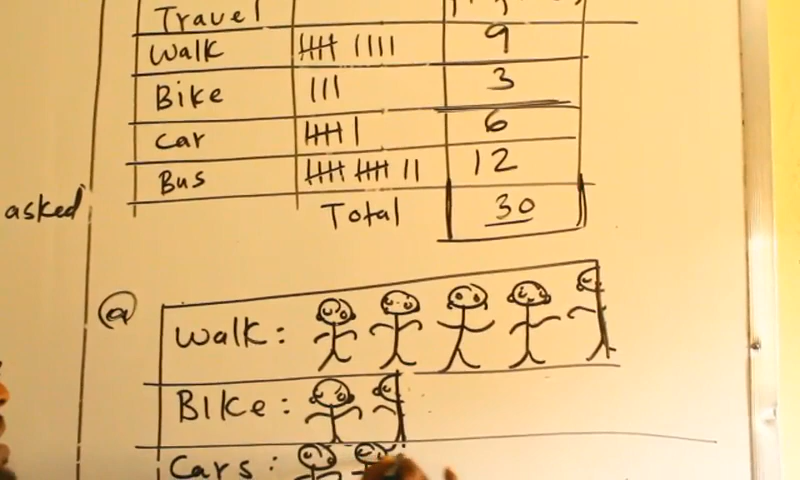 Travel
Walk 9
Bike 3
Car 6
Bus 12
asked
Total 30
a
Walk:
Bike:
Cars: